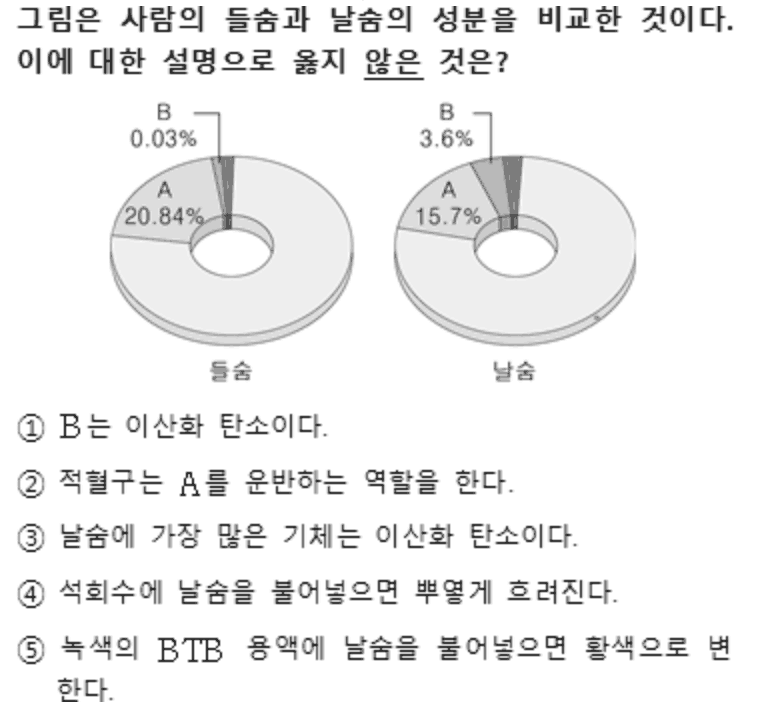 그림은 사람의 들숨과 날숨의 성분을 비교한 것이다.
이에 대한 설명으로 옳지 않은 것은?
B
0.03%
A
20.84%
들숨
B
3.6%
A
15.7%
날숨
① B는 이산화 탄소이다.
② 적혈구는 A를 운반하는 역할을 한다.
③ 날숨에 가장 많은 기체는 이산화 탄소이다.
④ 석회수에 날숨을 불어넣으면 뿌옇게 흐려진다.
⑤ 녹색의 BTB 용액에 날숨을 불어넣으면 황색으로 변
한다.